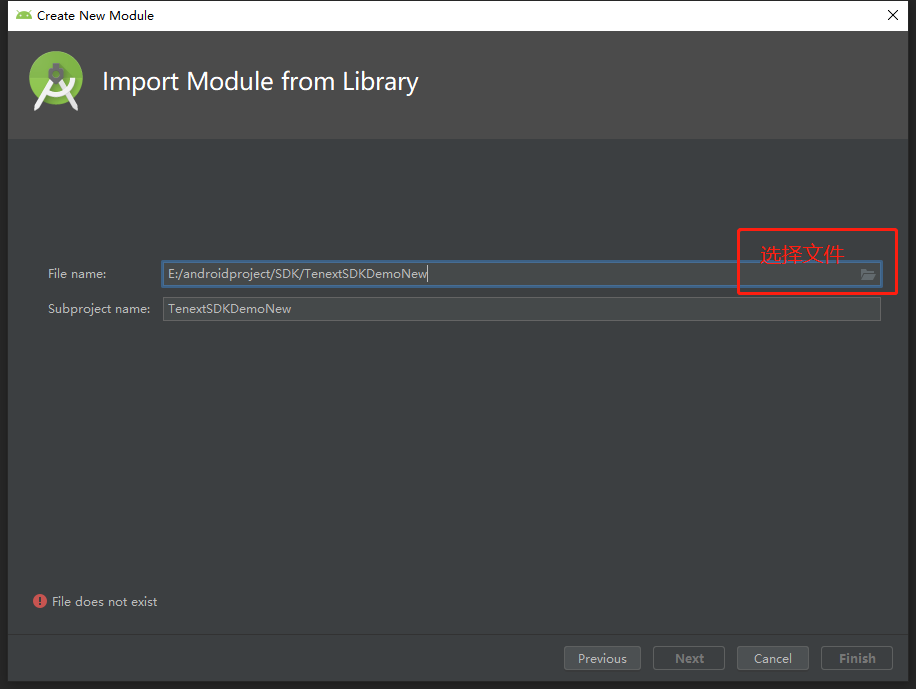 Create New Module
Import Module from Library
选择文件
File name:
E:/androidproject/SDK/TenextSDKDemoNew
Subproject name:
TenextSDKDemoNew
File does not exist
Previous
Next
Cancel
Finish